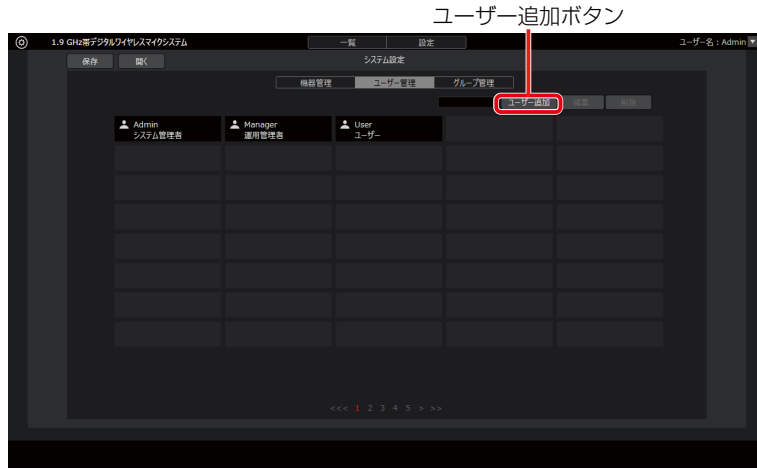 ユーザー追加ボタン
1.9 GHz帯デジタルワイヤレスマイクシステム 一覧 設定 ユーザー名：Admin
保存 開く システム設定
機器管理 ユーザー管理 グループ管理
ユーザー追加 編集 削除
Admin Manager User
システム管理者 運用管理者 ユーザー
<<< 1 2 3 4 5 > >>